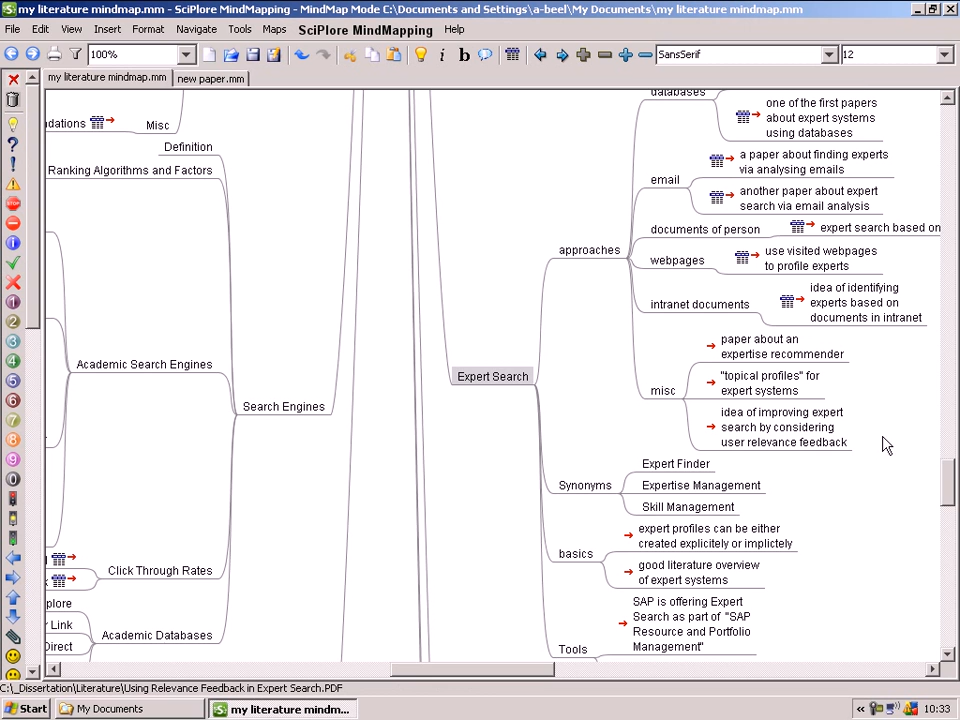 my literature mindmap.mm - SciPlore MindMapping - MindMap Mode C:\Documents and Settings\a-beel\My Documents\my literature mindmap.mm)
File Edit View Insert Format Navigate Tools Maps SciPlore MindMapping Help
100%
b
SansSerif
12
my literature mindmap.mm
new paper.mm
dations
Misc
Definition
Ranking Algorithms and Factors
Academic Search Engines
Search Engines
Click Through Rates
plore
Link
Direct
Academic Databases
Expert Search
approaches
databases
one of the first papers
about expert systems
using databases
email
a paper about finding experts
via analysing emails
another paper about expert
search via email analysis
documents of person
expert search based on
webpages
use visited webpages
to profile experts
intranet documents
idea of identifying
experts based on
documents in intranet
misc
paper about an
expertise recommender
"topical profiles" for
expert systems
idea of improving expert
search by considering
user relevance feedback
Synonyms
Expert Finder
Expertise Management
Skill Management
basics
expert profiles can be either
created explicitely or implictely
good literature overview
of expert systems
Tools
SAP is offering Expert
Search as part of "SAP
Resource and Portfolio
Management"
C:\_Dissertation\Literature\Using Relevance Feedback in Expert Search.PDF
Start
My Documents
my literature mindm...
10:33